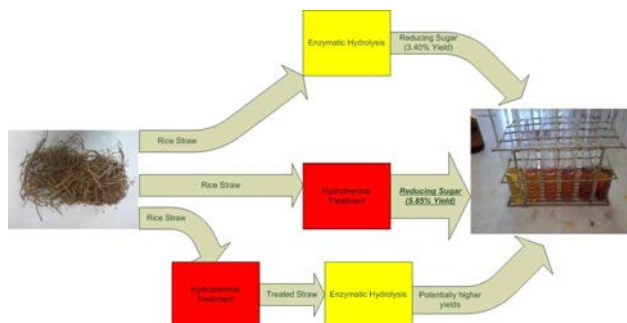 Enzymatic Hydrolysis
Reducing Sugar
(3.40% Yield)
Rice Straw
Rice Straw
Hydrothermal
Treatment
Reducing Sugar
(5.85% Yield)
Rice Straw
Hydrothermal
Treatment
Treated Straw
Enzymatic Hydrolysis
Potentially higher
yields